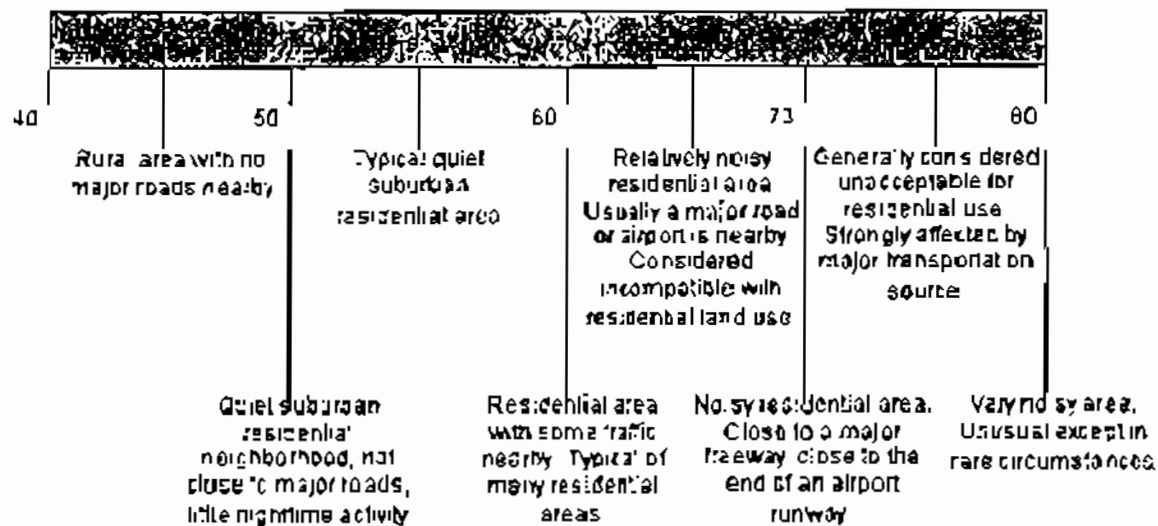 40 50 60 70 80
Rural area with no
major roads nearby
Typical quiet
suburban
residential area
Relatively noisy
residential area
Usually a major road
or airport is nearby
Considered
incompatible with
residential land use
Generally considered
unacceptable for
residential use
Strongly affected by
major transportation
source
Quiet suburban
residential
neighborhood, not
close to major roads,
little nighttime activity
Residential area
with some traffic
nearby. Typical of
many residential
areas
Noisy residential area.
Close to a major
freeway, close to the
end of an airport
runway
Very noisy area.
Unusual except in
rare circumstances